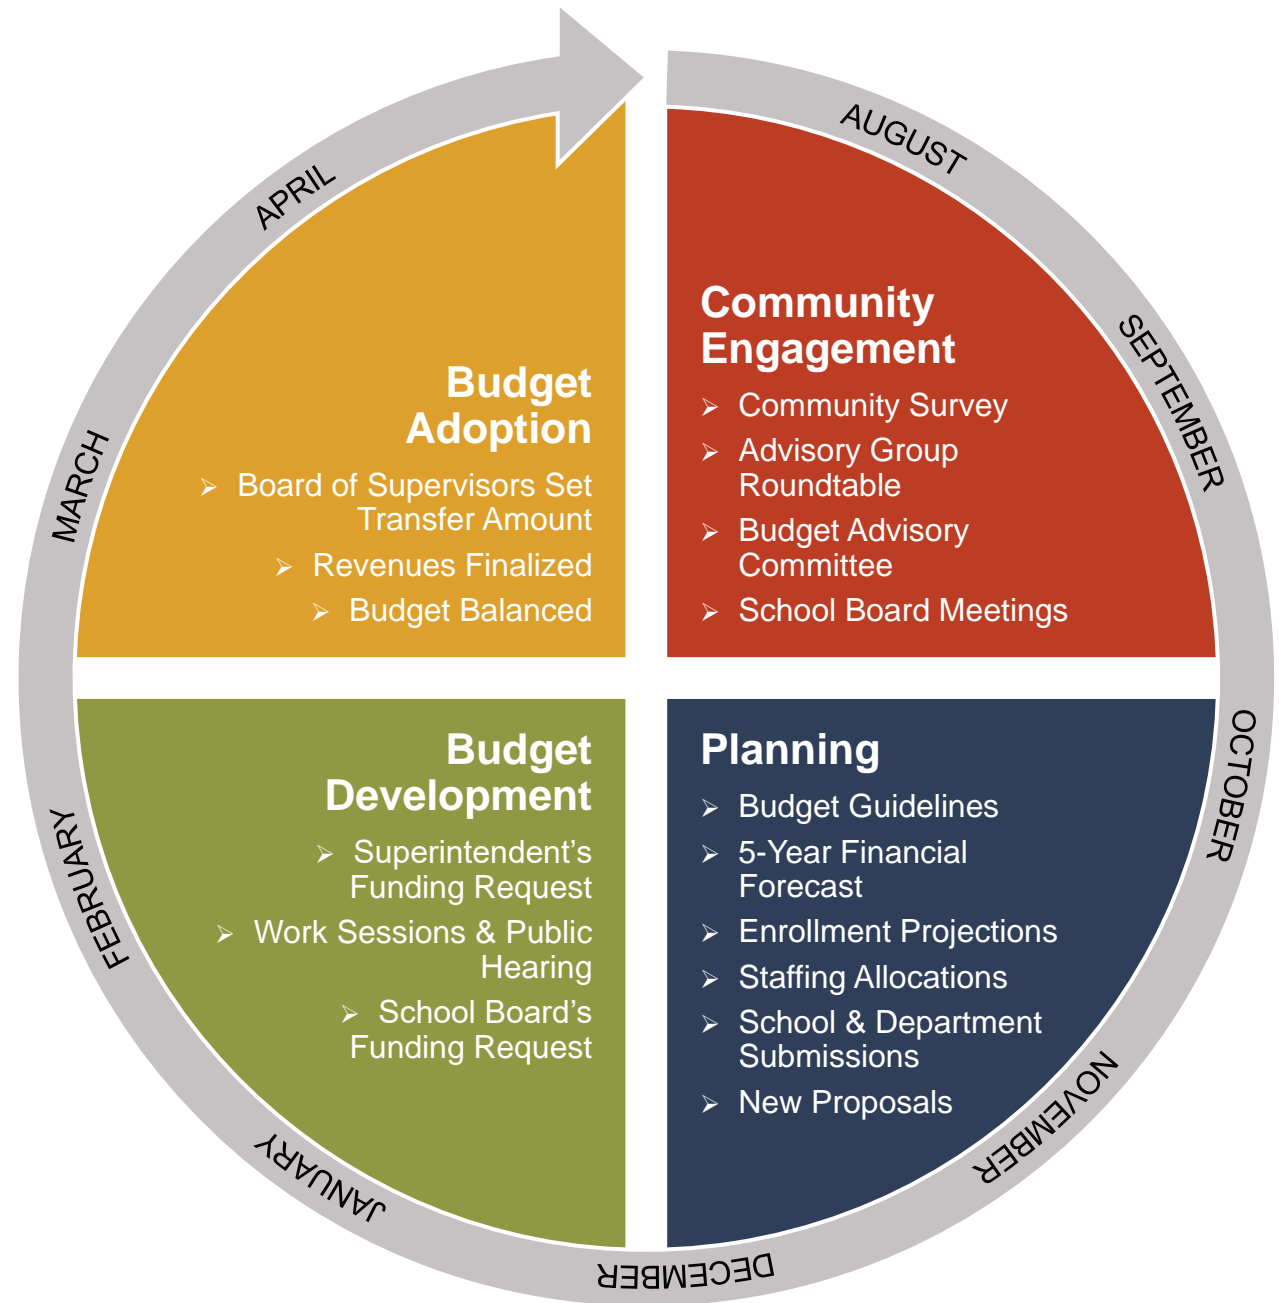 AUGUST
SEPTEMBER
OCTOBER
NOVEMBER
DECEMBER
JANUARY
FEBRUARY
MARCH
APRIL
Community
Engagement
➢ Community Survey
➢ Advisory Group
Roundtable
➢ Budget Advisory
Committee
➢ School Board Meetings
Planning
➢ Budget Guidelines
➢ 5-Year Financial
Forecast
➢ Enrollment Projections
➢ Staffing Allocations
➢ School & Department
Submissions
➢ New Proposals
Budget
Development
➢ Superintendent’s
Funding Request
➢ Work Sessions & Public
Hearing
➢ School Board’s
Funding Request
Budget
Adoption
➢ Board of Supervisors Set
Transfer Amount
➢ Revenues Finalized
➢ Budget Balanced